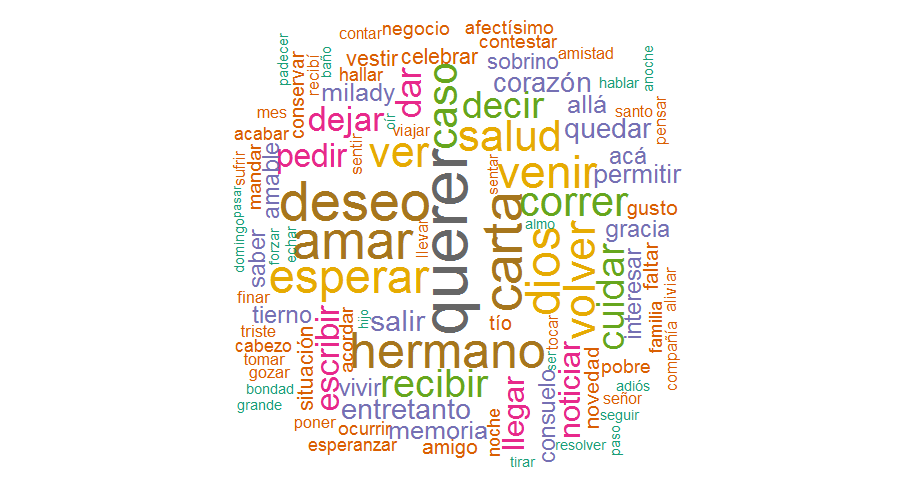 contar
negocio
afectísimo
contestar
padecer
conservar
recibí
baño
vestir
celebrar
sobrino
amistad
anoche
hallar
dar
caso
corazón
hablar
milady
decir
allá
santo
pensar
mes
dejar
oír
viajar
salud
quedar
acabar
sufrir
mandar
amable
pedir
sentir
ver
querer
sentar
venir
acá
permitir
domingo
pasar
deseo
carta
correr
gusto
almo
gracia
saber
forzar
echar
amar
llevar
dios
volver
cuidar
interesar
faltar
esperar
aliviar
finar
tierno
escribir
acordar
hijo
salir
tío
tocar
familia
compañía
triste
cabezo
situación
hermano
ser
novedad
tomar
gozar
pobre
bondad
vivir
recibir
llegar
consuelo
noticiar
adiós
señor
grande
entretanto
noche
seguir
poner
ocurrir
memoria
paso
esperanzar
amigo
resolver
tirar